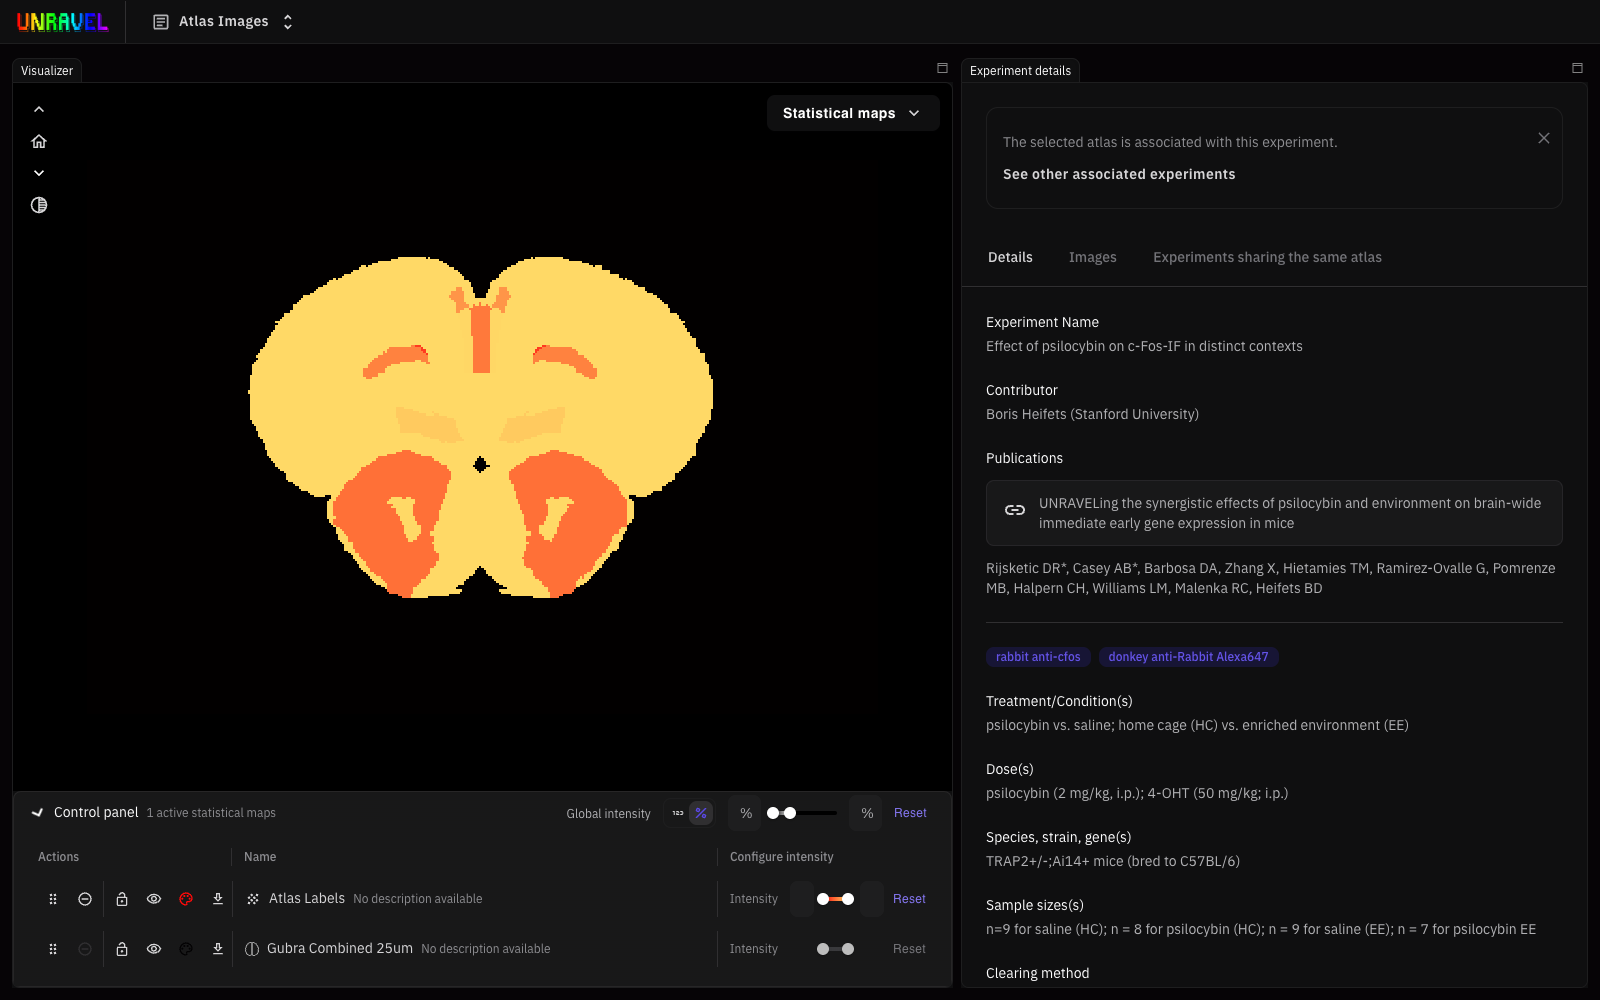 UNRAVEL
Atlas Images
Visualizer
Statistical maps
Control panel 1 active statistical maps
Global intensity 123 % % % Reset
Actions Name Configure intensity
Atlas Labels No description available Intensity Reset
Gubra Combined 25um No description available Intensity Reset
Experiment details
The selected atlas is associated with this experiment.
See other associated experiments
Details Images Experiments sharing the same atlas
Experiment Name
Effect of psilocybin on c-Fos-IF in distinct contexts
Contributor
Boris Heifets (Stanford University)
Publications
UNRAVELing the synergistic effects of psilocybin and environment on brain-wide
immediate early gene expression in mice
Rijsketic DR*, Casey AB*, Barbosa DA, Zhang X, Hietamies TM, Ramirez-Ovalle G, Pomrenze
MB, Halpern CH, Williams LM, Malenka RC, Heifets BD
rabbit anti-cfos donkey anti-Rabbit Alexa647
Treatment/Condition(s)
psilocybin vs. saline; home cage (HC) vs. enriched environment (EE)
Dose(s)
psilocybin (2 mg/kg, i.p.); 4-OHT (50 mg/kg; i.p.)
Species, strain, gene(s)
TRAP2+/-;Ai14+ mice (bred to C57BL/6)
Sample sizes(s)
n=9 for saline (HC); n = 8 for psilocybin (HC); n = 9 for saline (EE); n = 7 for psilocybin EE
Clearing method